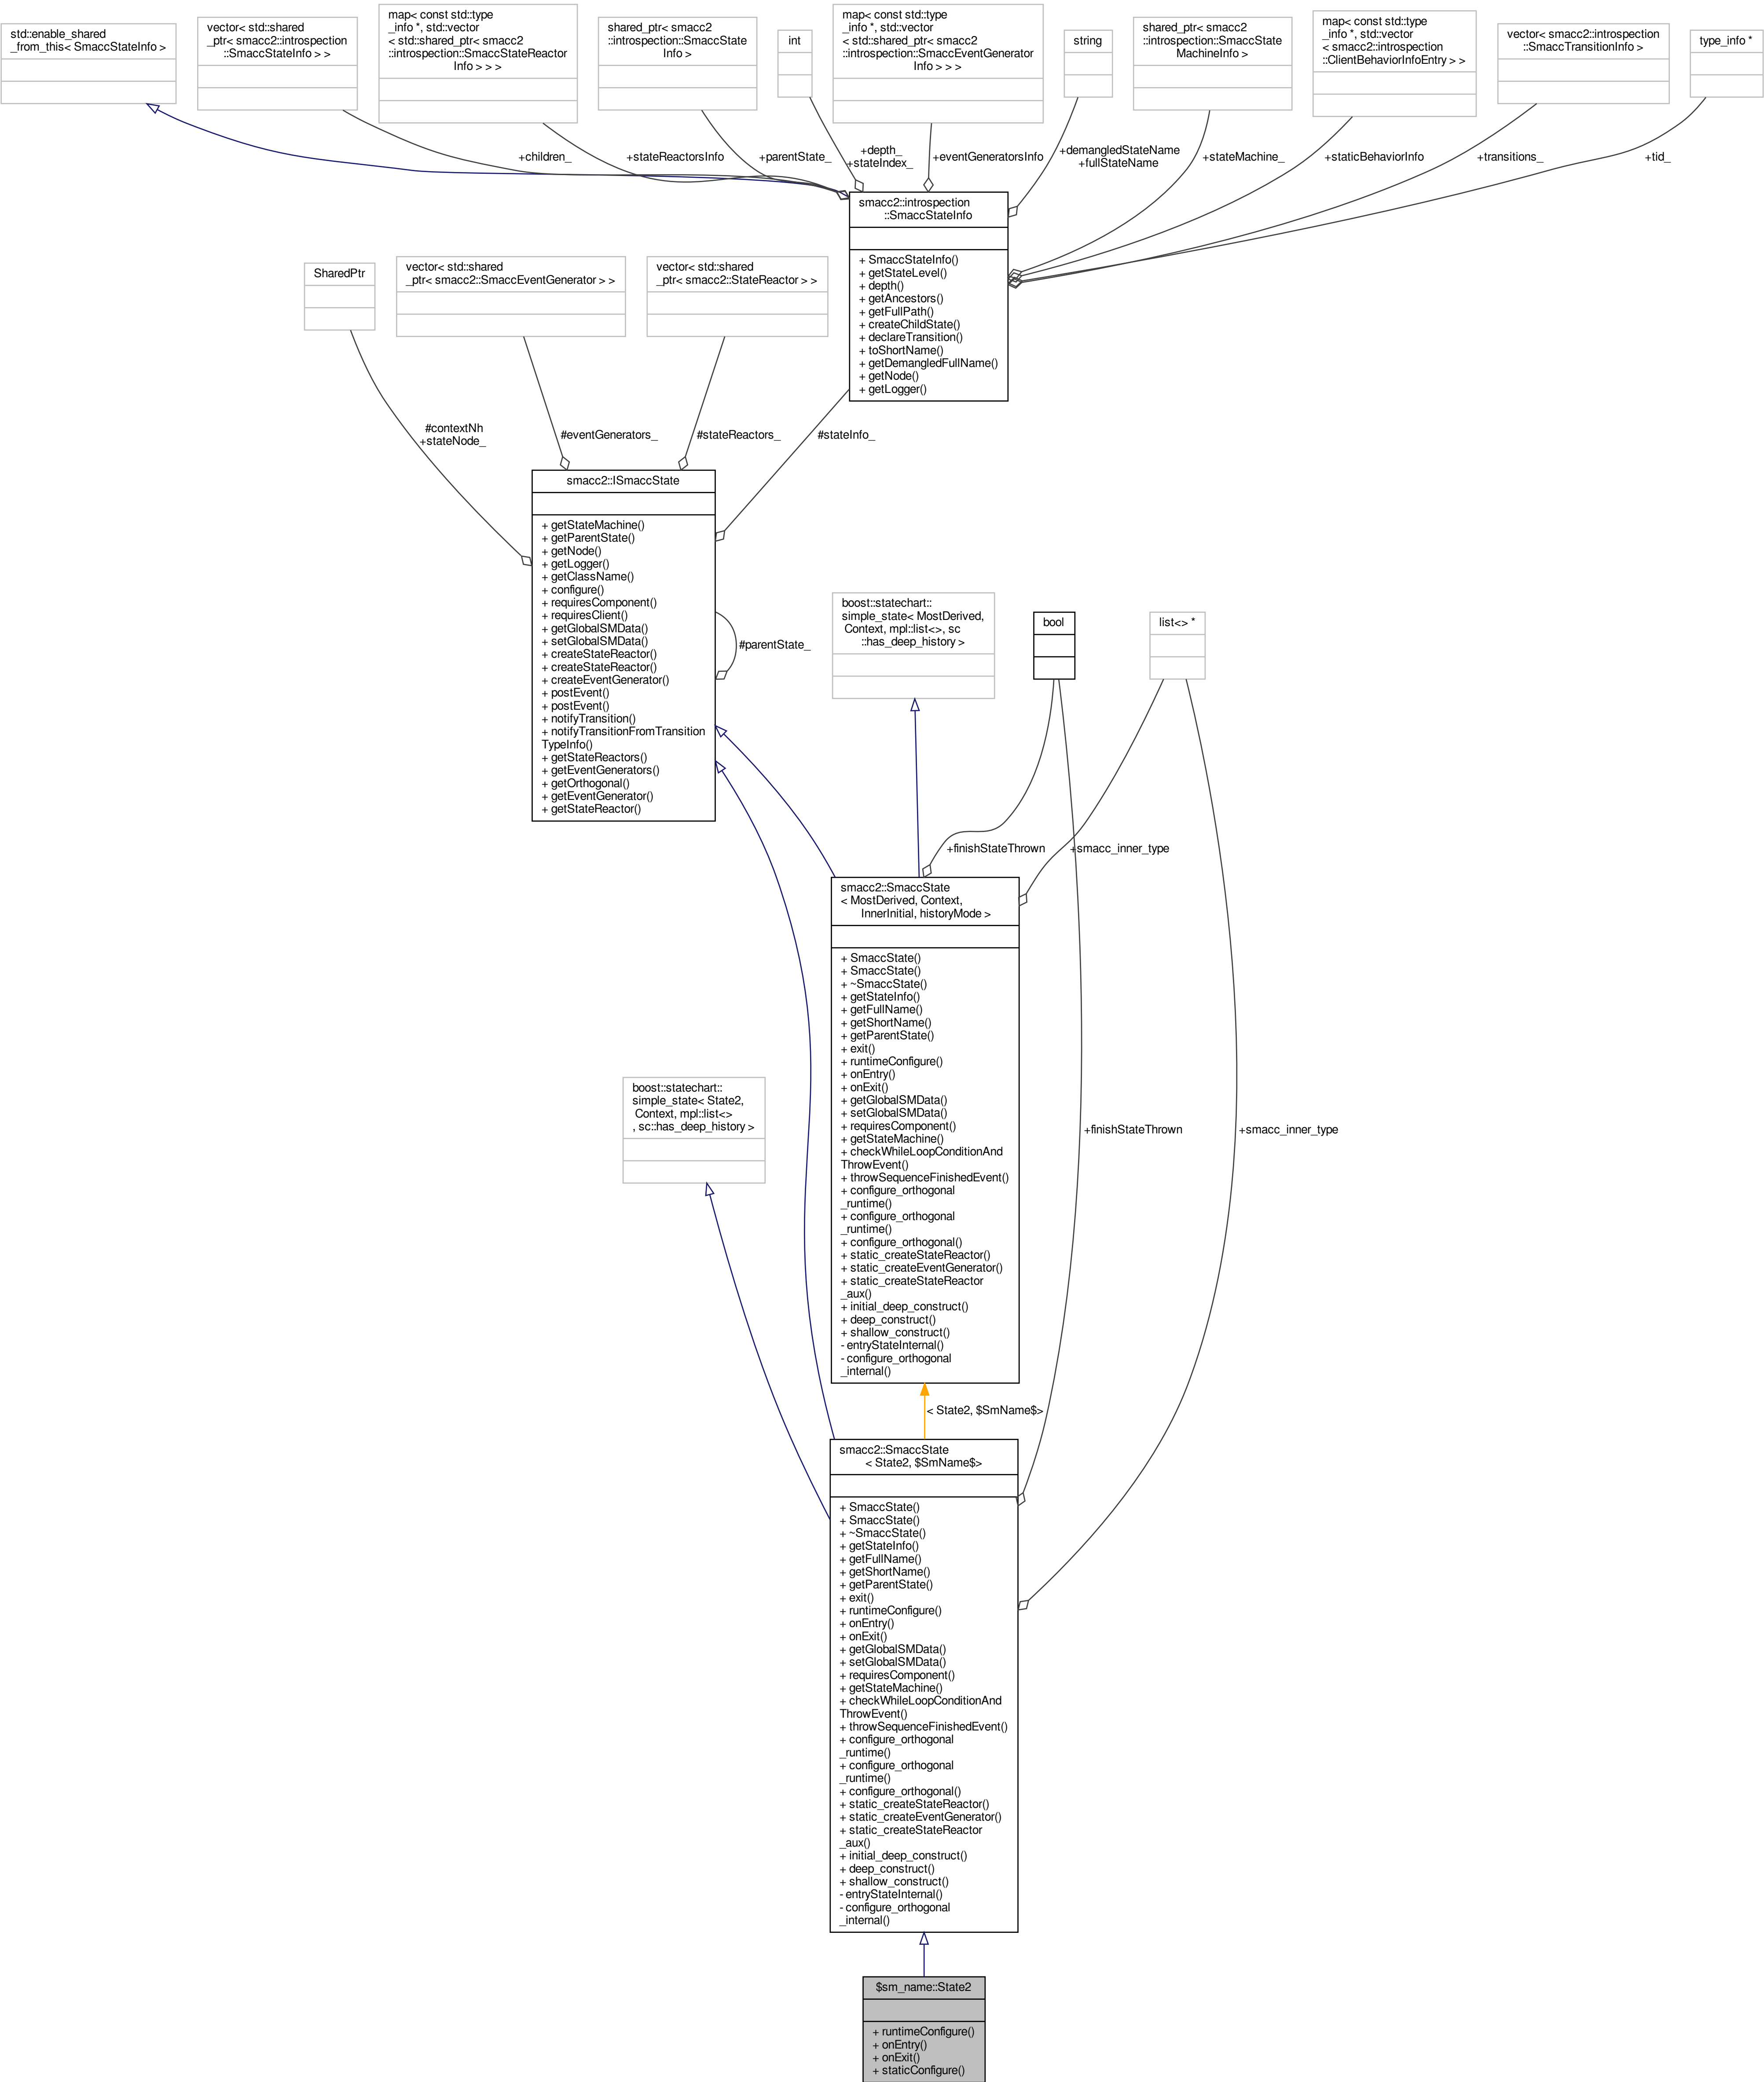 std::enable_shared
_from_this< SmaccStateInfo >
vector< std::shared
_ptr< smacc2::introspection
::SmaccStateInfo > >
map< const std::type
_info *, std::vector
< std::shared_ptr< smacc2
::introspection::SmaccStateReactor
Info > > >
shared_ptr< smacc2
::introspection::SmaccState
Info >
int
map< const std::type
_info *, std::vector
< std::shared_ptr< smacc2
::introspection::SmaccEventGenerator
Info > > >
string
shared_ptr< smacc2
::introspection::SmaccState
MachineInfo >
map< const std::type
_info *, std::vector
< smacc2::introspection
::ClientBehaviorInfoEntry > >
vector< smacc2::introspection
::SmaccTransitionInfo >
type_info *
+children_
+stateReactorsInfo
+parentState_
+depth_
+stateIndex_
+eventGeneratorsInfo
+demangledStateName
+fullStateName
+stateMachine_
+staticBehaviorInfo
+transitions_
+tid_
smacc2::introspection
::SmaccStateInfo
+ SmaccStateInfo()
+ getStateLevel()
+ depth()
+ getAncestors()
+ getFullPath()
+ createChildState()
+ declareTransition()
+ toShortName()
+ getDemangledFullName()
+ getNode()
+ getLogger()
SharedPtr
vector< std::shared
_ptr< smacc2::SmaccEventGenerator > >
vector< std::shared
_ptr< smacc2::StateReactor > >
#contextNh
+stateNode_
#eventGenerators_
#stateReactors_
#stateInfo_
smacc2::ISmaccState
+ getStateMachine()
+ getParentState()
+ getNode()
+ getLogger()
+ getClassName()
+ configure()
+ requiresComponent()
+ requiresClient()
+ getGlobalSMData()
+ setGlobalSMData()
+ createStateReactor()
+ createStateReactor()
+ createEventGenerator()
+ postEvent()
+ postEvent()
+ notifyTransition()
+ notifyTransitionFromTransition
TypeInfo()
+ getStateReactors()
+ getEventGenerators()
+ getOrthogonal()
+ getEventGenerator()
+ getStateReactor()
#parentState_
boost::statechart::
simple_state< MostDerived,
Context, mpl::list<>, sc
::has_deep_history >
bool
list<> *
+finishStateThrown
+smacc_inner_type
smacc2::SmaccState
< MostDerived, Context,
InnerInitial, historyMode >
+ SmaccState()
+ SmaccState()
+ ~SmaccState()
+ getStateInfo()
+ getFullName()
+ getShortName()
+ getParentState()
+ exit()
+ runtimeConfigure()
+ onEntry()
+ onExit()
+ getGlobalSMData()
+ setGlobalSMData()
+ requiresComponent()
+ getStateMachine()
+ checkWhileLoopConditionAnd
ThrowEvent()
+ throwSequenceFinishedEvent()
+ configure_orthogonal
_runtime()
+ configure_orthogonal
_runtime()
+ configure_orthogonal()
+ static_createStateReactor()
+ static_createEventGenerator()
+ static_createStateReactor
_aux()
+ initial_deep_construct()
+ deep_construct()
+ shallow_construct()
- entryStateInternal()
- configure_orthogonal
_internal()
boost::statechart::
simple_state< State2,
Context, mpl::list<>
, sc::has_deep_history >
+finishStateThrown
+smacc_inner_type
< State2, $SmName$>
smacc2::SmaccState
< State2, $SmName$>
+ SmaccState()
+ SmaccState()
+ ~SmaccState()
+ getStateInfo()
+ getFullName()
+ getShortName()
+ getParentState()
+ exit()
+ runtimeConfigure()
+ onEntry()
+ onExit()
+ getGlobalSMData()
+ setGlobalSMData()
+ requiresComponent()
+ getStateMachine()
+ checkWhileLoopConditionAnd
ThrowEvent()
+ throwSequenceFinishedEvent()
+ configure_orthogonal
_runtime()
+ configure_orthogonal
_runtime()
+ configure_orthogonal()
+ static_createStateReactor()
+ static_createEventGenerator()
+ static_createStateReactor
_aux()
+ initial_deep_construct()
+ deep_construct()
+ shallow_construct()
- entryStateInternal()
- configure_orthogonal
_internal()
$sm_name::State2
+ runtimeConfigure()
+ onEntry()
+ onExit()
+ staticConfigure()